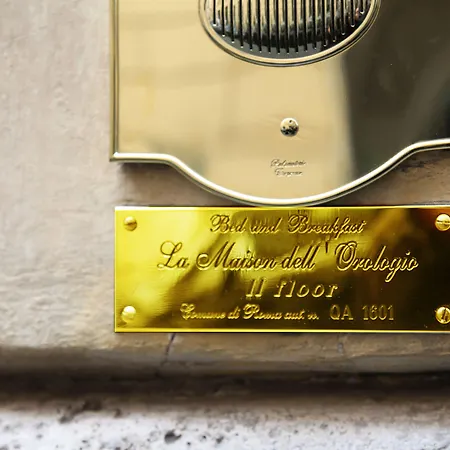 Bed and Breakfast
La Maison dell' Orologio
II floor
Comune di Roma aut. n. QA 1601